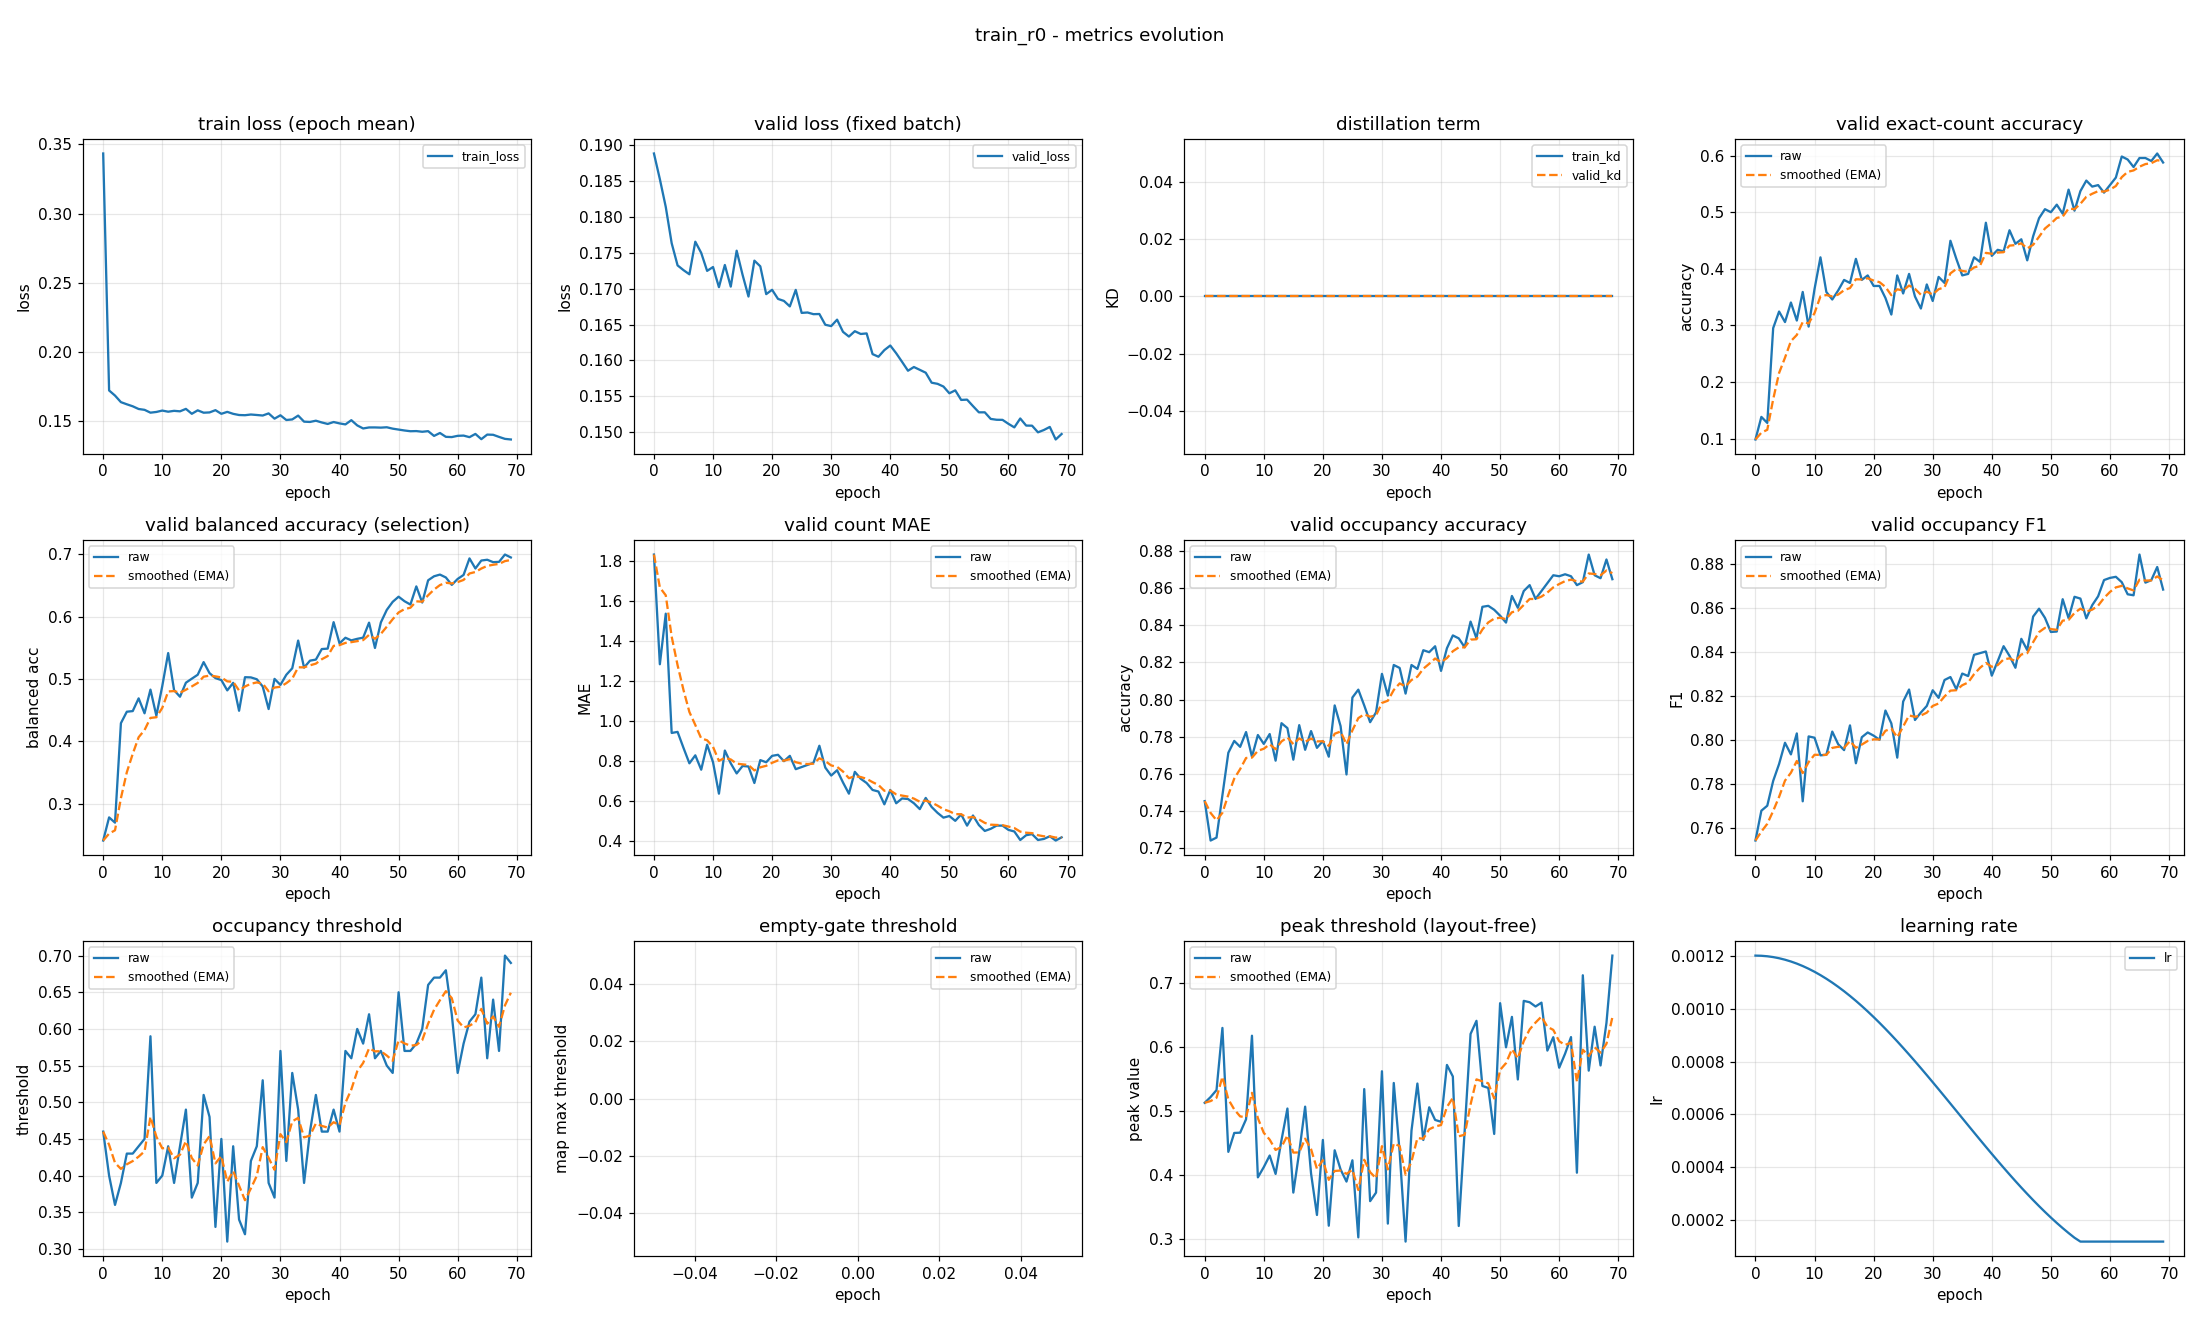 train_r0 - metrics evolution
train loss (epoch mean)
0.35
0.30
0.25
0.20
0.15
loss
train_loss
0 10 20 30 40 50 60 70
epoch
valid loss (fixed batch)
0.190
0.185
0.180
0.175
0.170
0.165
0.160
0.155
0.150
loss
valid_loss
0 10 20 30 40 50 60 70
epoch
distillation term
0.04
0.02
0.00
−0.02
−0.04
KD
train_kd
valid_kd
0 10 20 30 40 50 60 70
epoch
valid exact-count accuracy
0.6
0.5
0.4
0.3
0.2
0.1
accuracy
raw
smoothed (EMA)
0 10 20 30 40 50 60 70
epoch
valid balanced accuracy (selection)
0.7
0.6
0.5
0.4
0.3
balanced acc
raw
smoothed (EMA)
0 10 20 30 40 50 60 70
epoch
valid count MAE
1.8
1.6
1.4
1.2
1.0
0.8
0.6
0.4
MAE
raw
smoothed (EMA)
0 10 20 30 40 50 60 70
epoch
valid occupancy accuracy
0.88
0.86
0.84
0.82
0.80
0.78
0.76
0.74
0.72
accuracy
raw
smoothed (EMA)
0 10 20 30 40 50 60 70
epoch
valid occupancy F1
0.88
0.86
0.84
0.82
0.80
0.78
0.76
F1
raw
smoothed (EMA)
0 10 20 30 40 50 60 70
epoch
occupancy threshold
0.70
0.65
0.60
0.55
0.50
0.45
0.40
0.35
0.30
threshold
raw
smoothed (EMA)
0 10 20 30 40 50 60 70
epoch
empty-gate threshold
0.04
0.02
0.00
−0.02
−0.04
map max threshold
raw
smoothed (EMA)
−0.04 −0.02 0.00 0.02 0.04
epoch
peak threshold (layout-free)
0.7
0.6
0.5
0.4
0.3
peak value
raw
smoothed (EMA)
0 10 20 30 40 50 60 70
epoch
learning rate
0.0012
0.0010
0.0008
0.0006
0.0004
0.0002
lr
lr
0 10 20 30 40 50 60 70
epoch